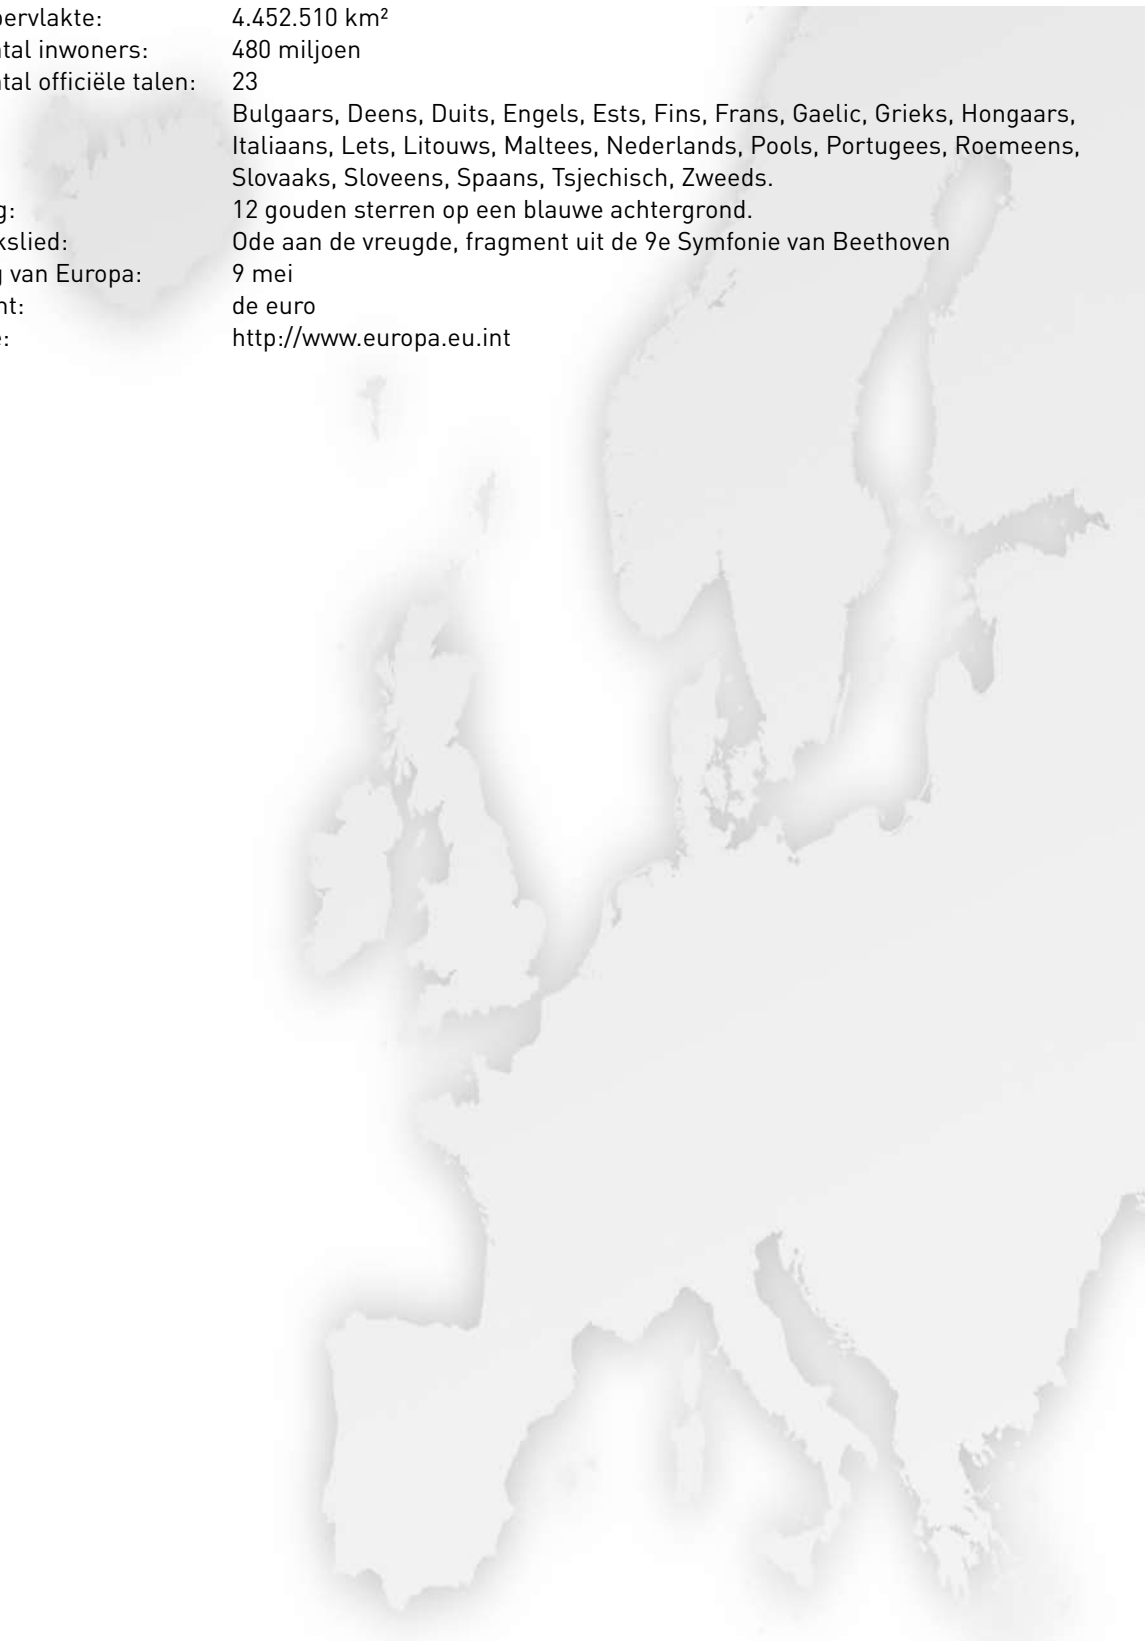 pervlakte: 4.452.510 km²
ntal inwoners: 480 miljoen
ntal officiële talen: 23
Bulgaars, Deens, Duits, Engels, Ests, Fins, Frans, Gaelic, Grieks, Hongaars,
Italiaans, Lets, Litouws, Maltees, Nederlands, Pools, Portugees, Roemeens,
Slovaaks, Sloveens, Spaans, Tsjechisch, Zweeds.
g: 12 gouden sterren op een blauwe achtergrond.
kslied: Ode aan de vreugde, fragment uit de 9e Symfonie van Beethoven
g van Europa: 9 mei
nt: de euro
e: http://www.europa.eu.int